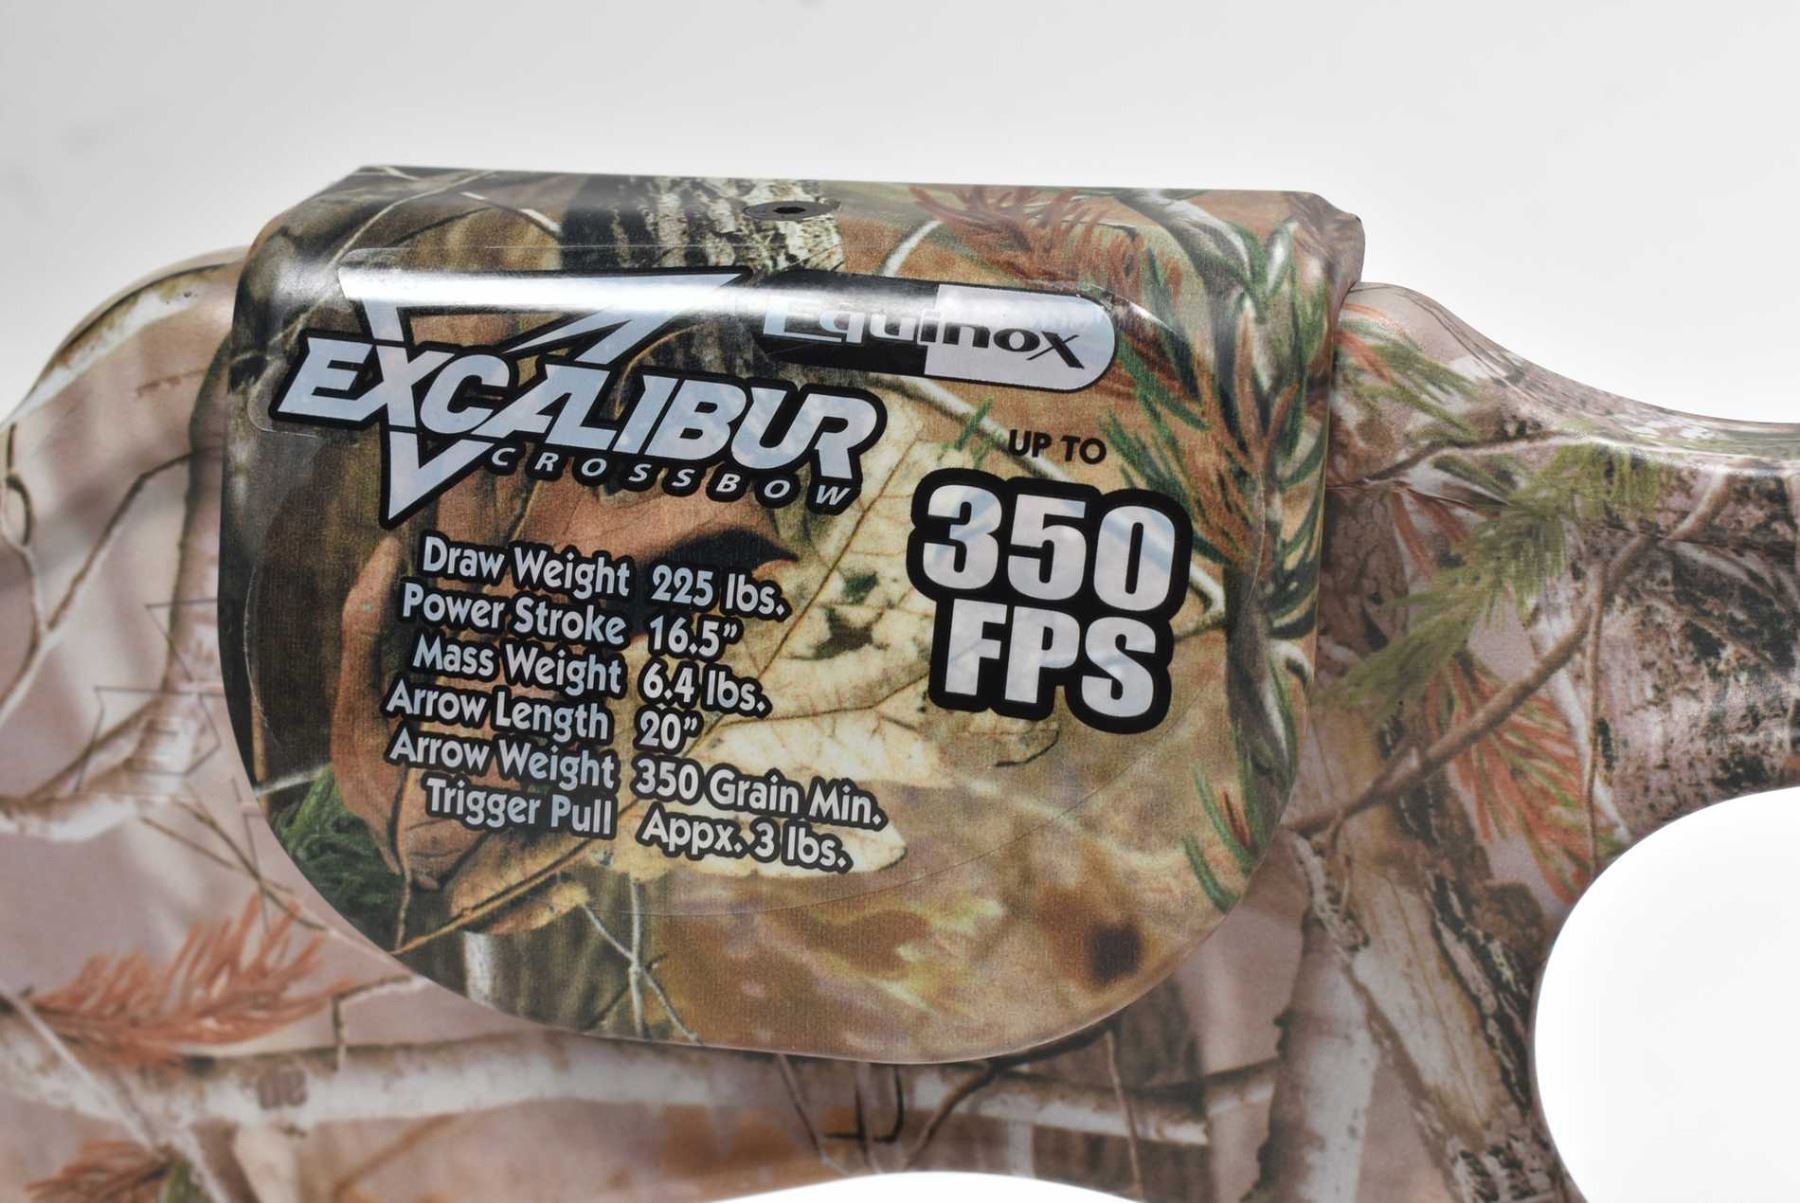 Equinox
EXCALIBUR
CROSSBOW
UP TO
350
FPS
Draw Weight 225 lbs.
Power Stroke 16.5”
Mass Weight 6.4 lbs.
Arrow Length 20”
Arrow Weight 350 Grain Min.
Trigger Pull Appx. 3 lbs.